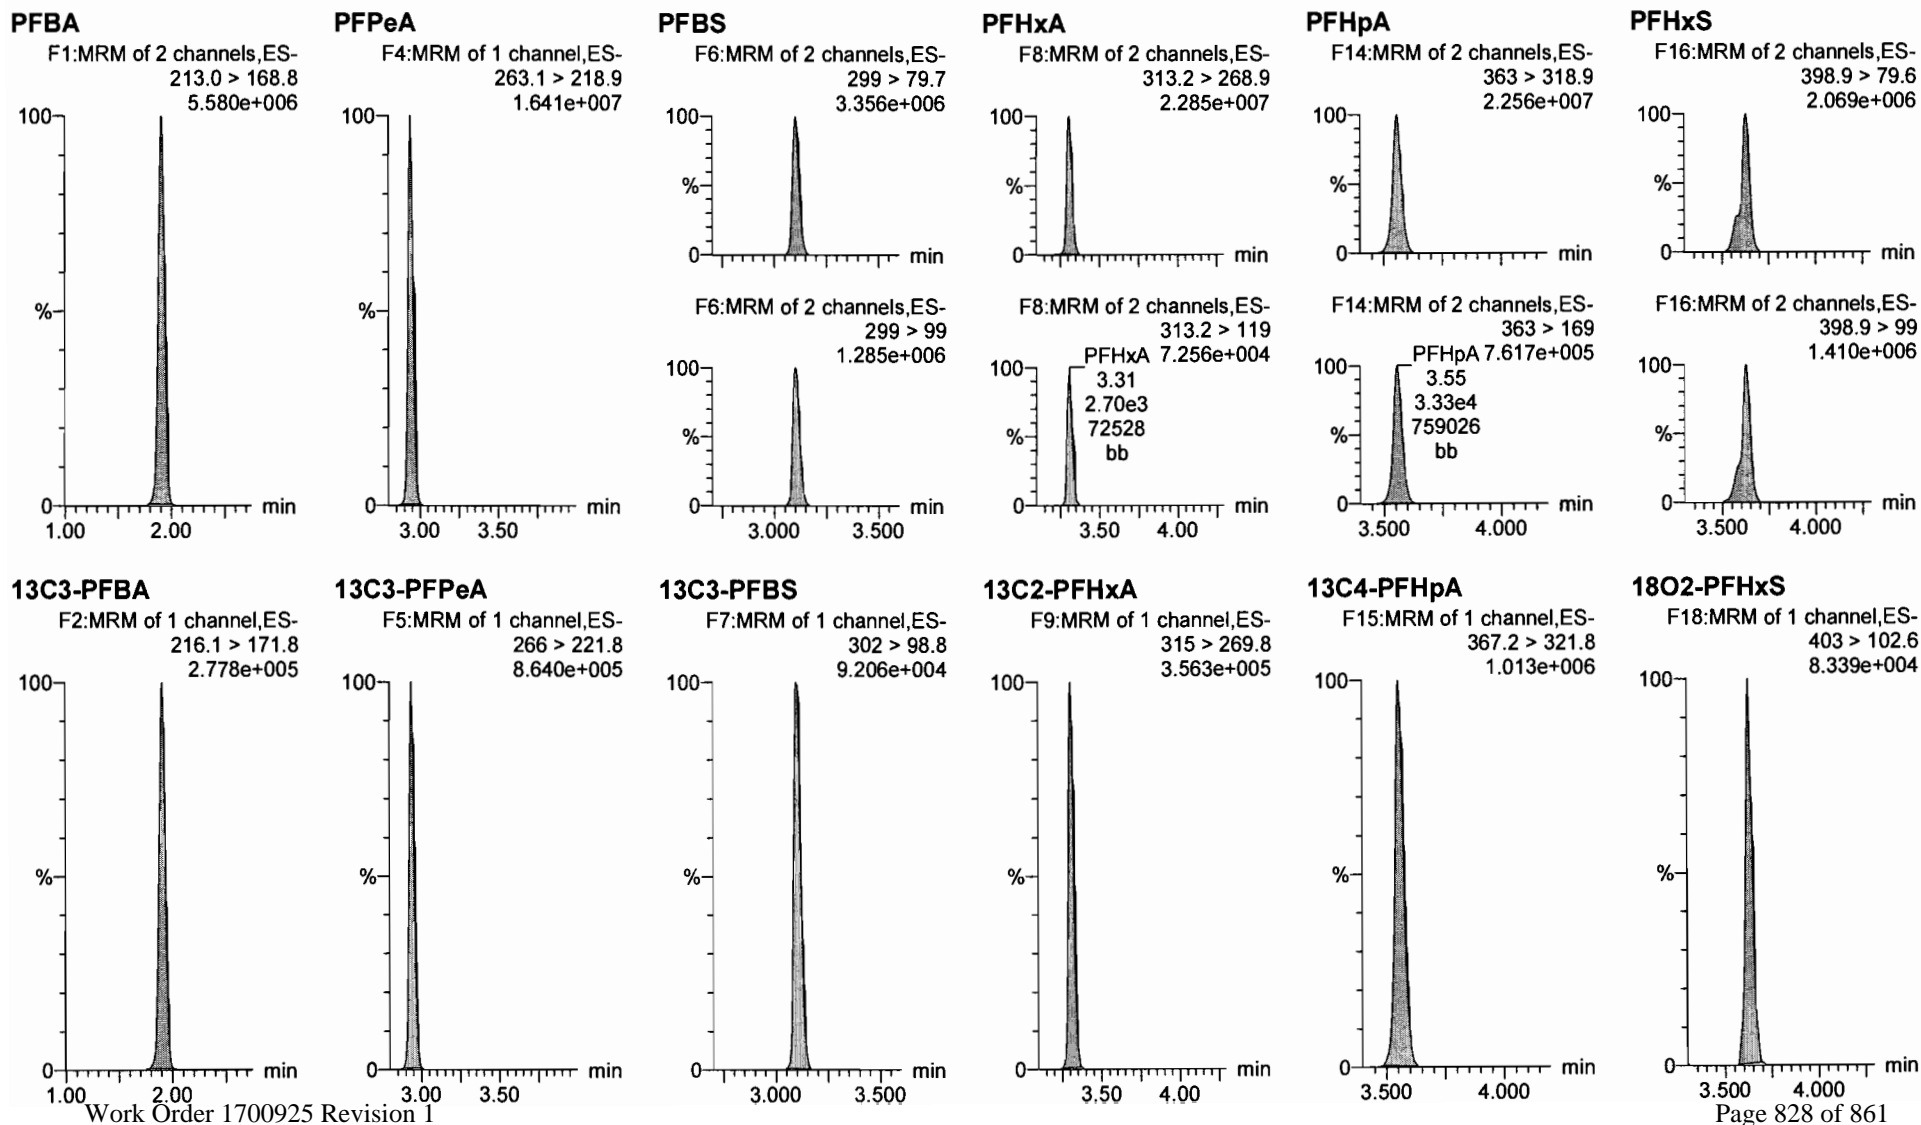 PFBA
F1:MRM of 2 channels,ES-
213.0 > 168.8
5.580e+006
100
%
0
min
1.00 2.00
PFPeA
F4:MRM of 1 channel,ES-
263.1 > 218.9
1.641e+007
100
%
0
min
3.00 3.50
PFBS
F6:MRM of 2 channels,ES-
299 > 79.7
3.356e+006
100
%
0
min
F6:MRM of 2 channels,ES-
299 > 99
1.285e+006
100
%
0
min
3.000 3.500
PFHxA
F8:MRM of 2 channels,ES-
313.2 > 268.9
2.285e+007
100
%
0
min
F8:MRM of 2 channels,ES-
313.2 > 119
PFHxA 7.256e+004
100
3.31
2.70e3
72528
bb
%
0
min
3.50 4.00
PFHpA
F14:MRM of 2 channels,ES-
363 > 318.9
2.256e+007
100
%
0
min
F14:MRM of 2 channels,ES-
363 > 169
PFHpA 7.617e+005
100
3.55
3.33e4
759026
bb
%
0
min
3.500 4.000
PFHxS
F16:MRM of 2 channels,ES-
398.9 > 79.6
2.069e+006
100
%
0
min
F16:MRM of 2 channels,ES-
398.9 > 99
1.410e+006
100
%
0
min
3.500 4.000
13C3-PFBA
F2:MRM of 1 channel,ES-
216.1 > 171.8
2.778e+005
100
%
0
min
1.00 2.00
13C3-PFPeA
F5:MRM of 1 channel,ES-
266 > 221.8
8.640e+005
100
%
0
min
3.00 3.50
13C3-PFBS
F7:MRM of 1 channel,ES-
302 > 98.8
9.206e+004
100
%
0
min
3.000 3.500
13C2-PFHxA
F9:MRM of 1 channel,ES-
315 > 269.8
3.563e+005
100
%
0
min
3.50 4.00
13C4-PFHpA
F15:MRM of 1 channel,ES-
367.2 > 321.8
1.013e+006
100
%
0
min
3.500 4.000
18O2-PFHxS
F18:MRM of 1 channel,ES-
403 > 102.6
8.339e+004
100
%
0
min
3.500 4.000
Work Order 1700925 Revision 1
Page 828 of 861